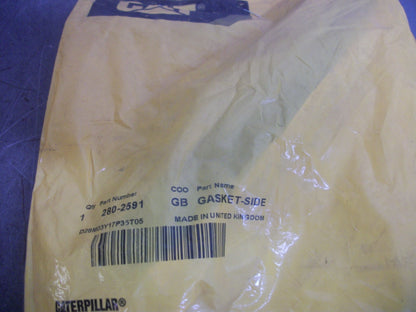 CAT
Qty Part Number COO Part Name
1 280-2591 GB GASKET-SIDE
MADE IN UNITED KINGDOM
CATERPILLAR®